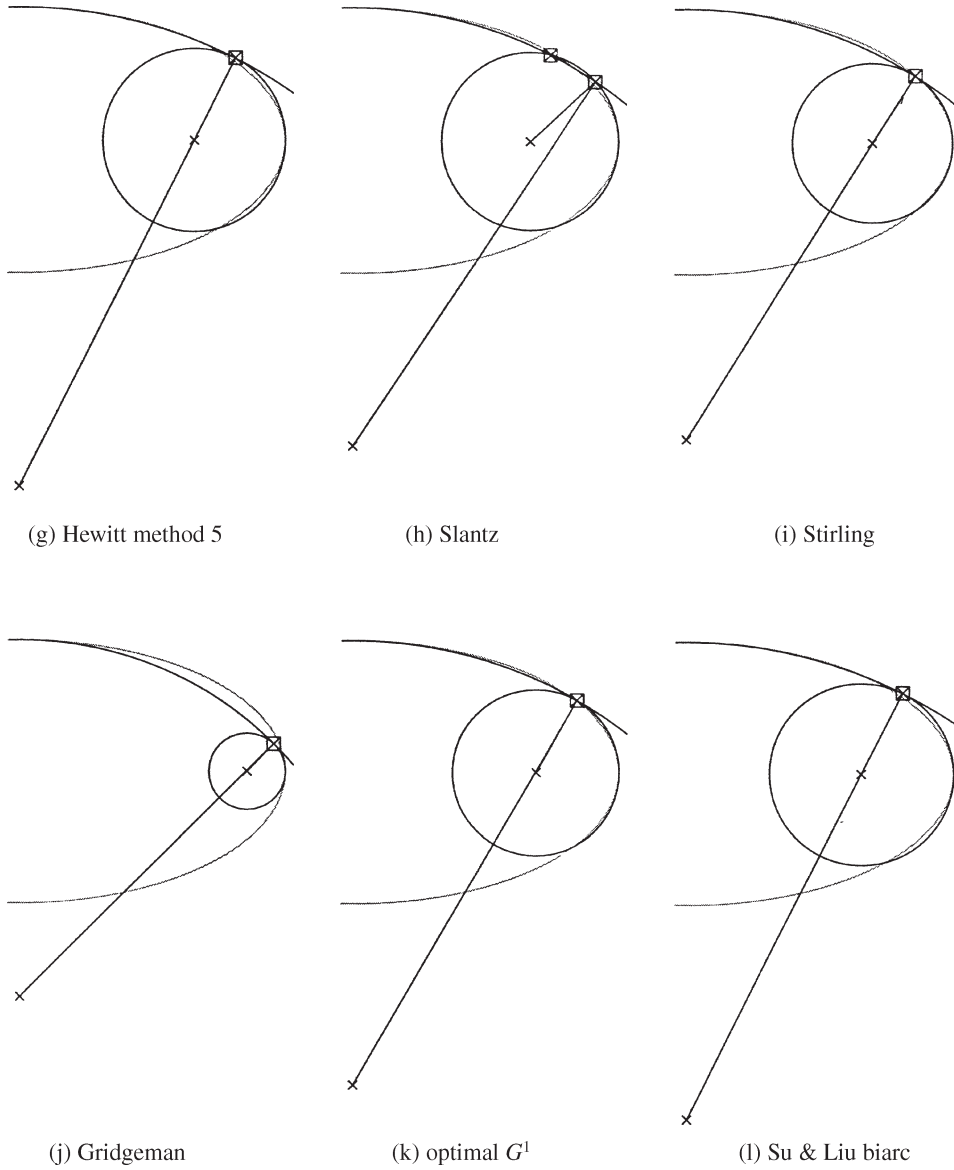 (g) Hewitt method 5
(h) Slantz
(i) Stirling
(j) Gridgeman
(k) optimal G¹
(l) Su & Liu biarc